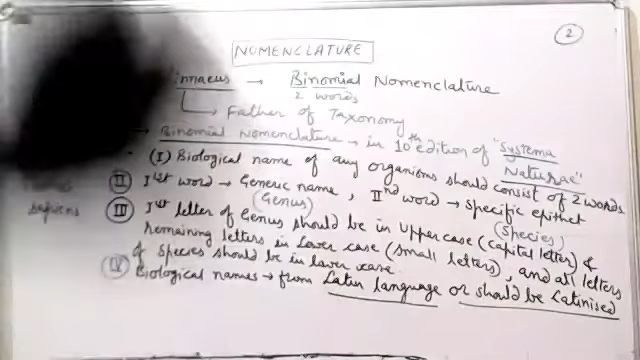 2
NOMENCLATURE
innaeus → Binomial Nomenclature
2 words
Father of Taxonomy
→ Binomial Nomenclature → in 10th edition of "Systema Naturae"
(I) Biological name of any organisms should consist of 2 words
II Ist word → Generic name, IInd word → Specific epithet
(Genus) (Species)
III Ist letter of Genus should be in Uppercase (capital letter) &
Remaining letters in Lower case (small letters), and all letters
of species should be in lower case
IV Biological names → from Latin language or should be Latinised
sapiens